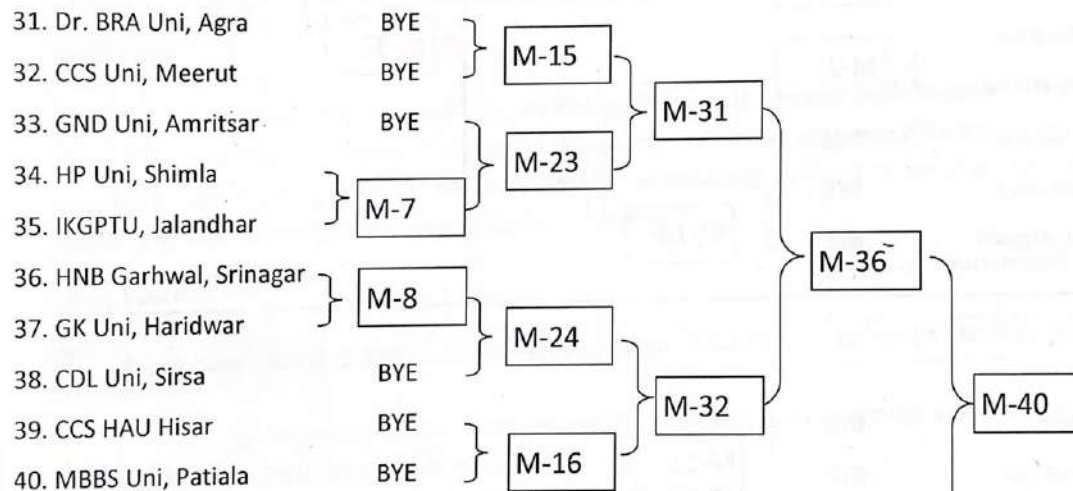 31. Dr. BRA Uni, Agra BYE
M-15
32. CCS Uni, Meerut BYE
M-31
33. GND Uni, Amritsar BYE
M-23
34. HP Uni, Shimla
M-7
35. IKGPTU, Jalandhar
M-36
36. HNB Garhwal, Srinagar
M-8
37. GK Uni, Haridwar
M-24
38. CDL Uni, Sirsa BYE
M-32
M-40
39. CCS HAU Hisar BYE
M-16
40. MBBS Uni, Patiala BYE